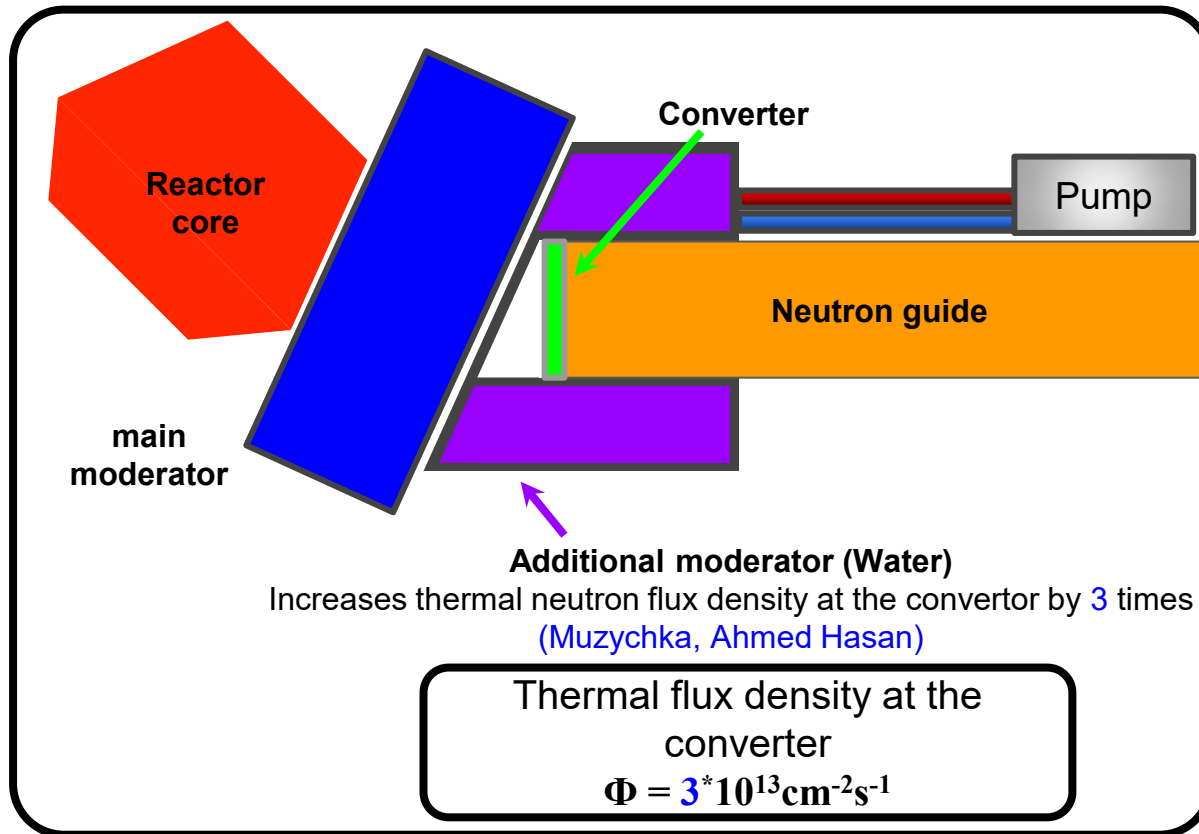 Converter
Reactor
core
Pump
Neutron guide
main
moderator
Additional moderator (Water)
Increases thermal neutron flux density at the convertor by 3 times
(Muzychka, Ahmed Hasan)
Thermal flux density at the
converter
Φ = 3*10¹³cm⁻²s⁻¹